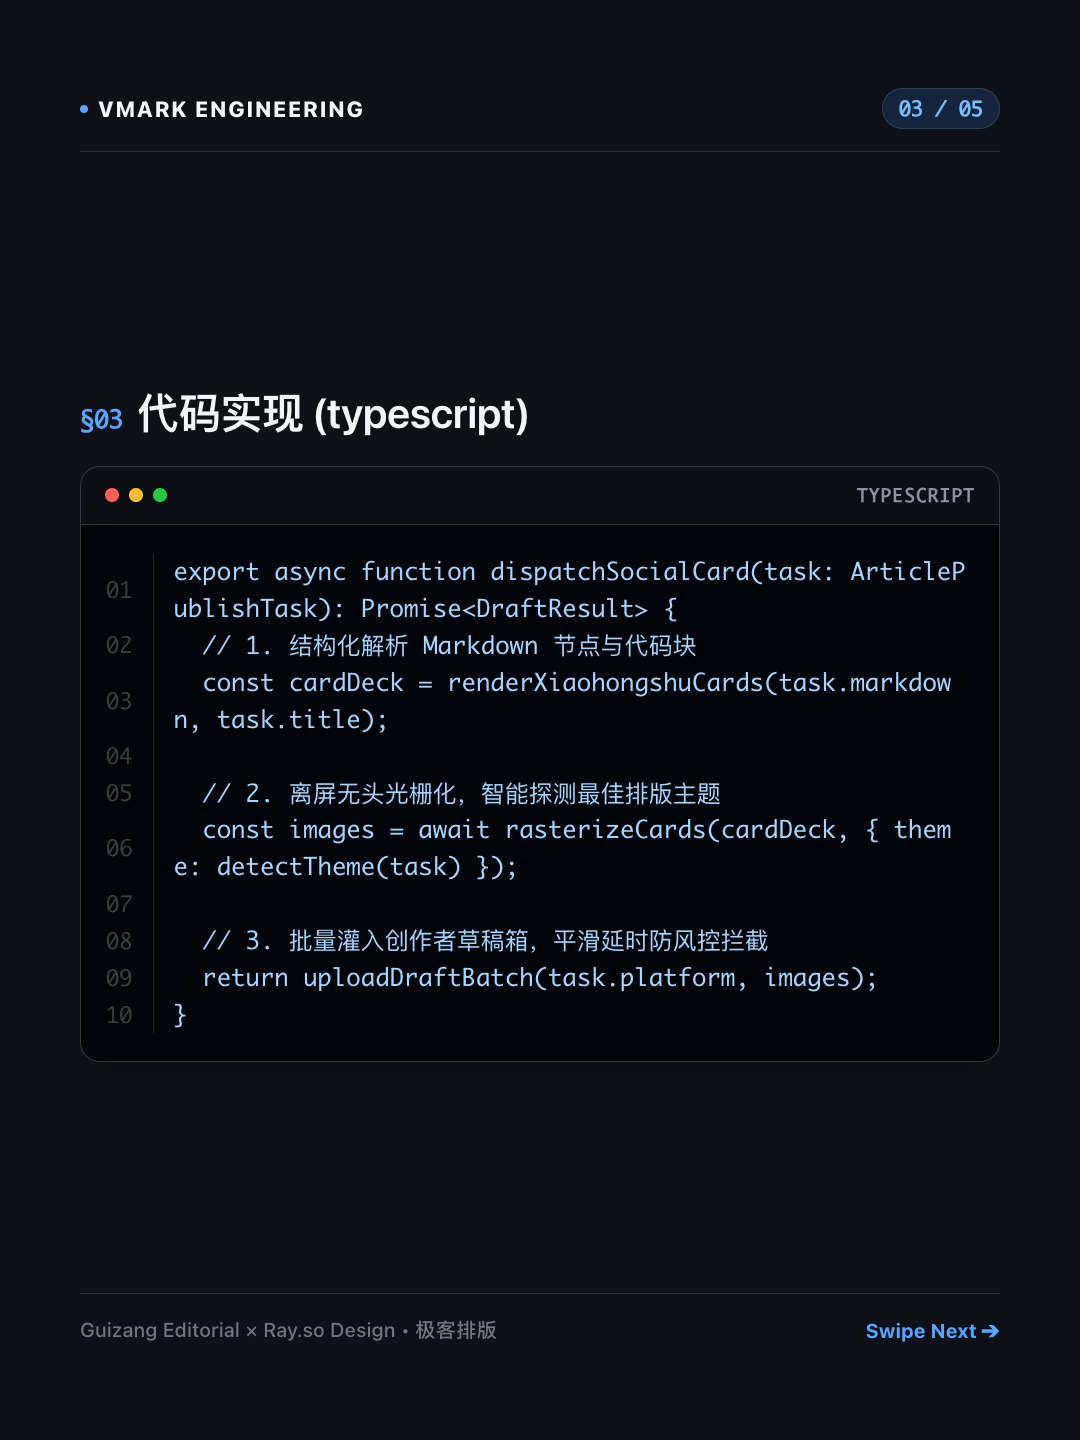 VMARK ENGINEERING
03 / 05
§03 代码实现 (typescript)
TYPESCRIPT
01 export async function dispatchSocialCard(task: ArticleP
ublishTask): Promise<DraftResult> {
02   // 1. 结构化解析 Markdown 节点与代码块
03   const cardDeck = renderXiaohongshuCards(task.markdow
n, task.title);
04
05   // 2. 离屏无头光栅化，智能探测最佳排版主题
06   const images = await rasterizeCards(cardDeck, { them
e: detectTheme(task) });
07
08   // 3. 批量灌入创作者草稿箱，平滑延时防风控拦截
09   return uploadDraftBatch(task.platform, images);
10 }
Guizang Editorial × Ray.so Design • 极客排版
Swipe Next ➔